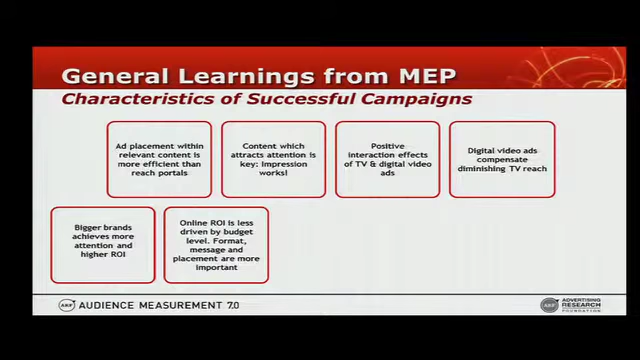 General Learnings from MEP
Characteristics of Successful Campaigns
Ad placement within
relevant content is
more efficient than
reach portals
Content which
attracts attention is
key: Impression
works!
Positive
interaction effects
of TV & digital video
ads
Digital video ads
compensate
diminishing TV reach
Bigger brands
achieves more
attention and
higher ROI
Online ROI is less
driven by budget
level. Format,
message and
placement are more
important
ARF AUDIENCE MEASUREMENT 7.0
ARF ADVERTISING
RESEARCH
FOUNDATION